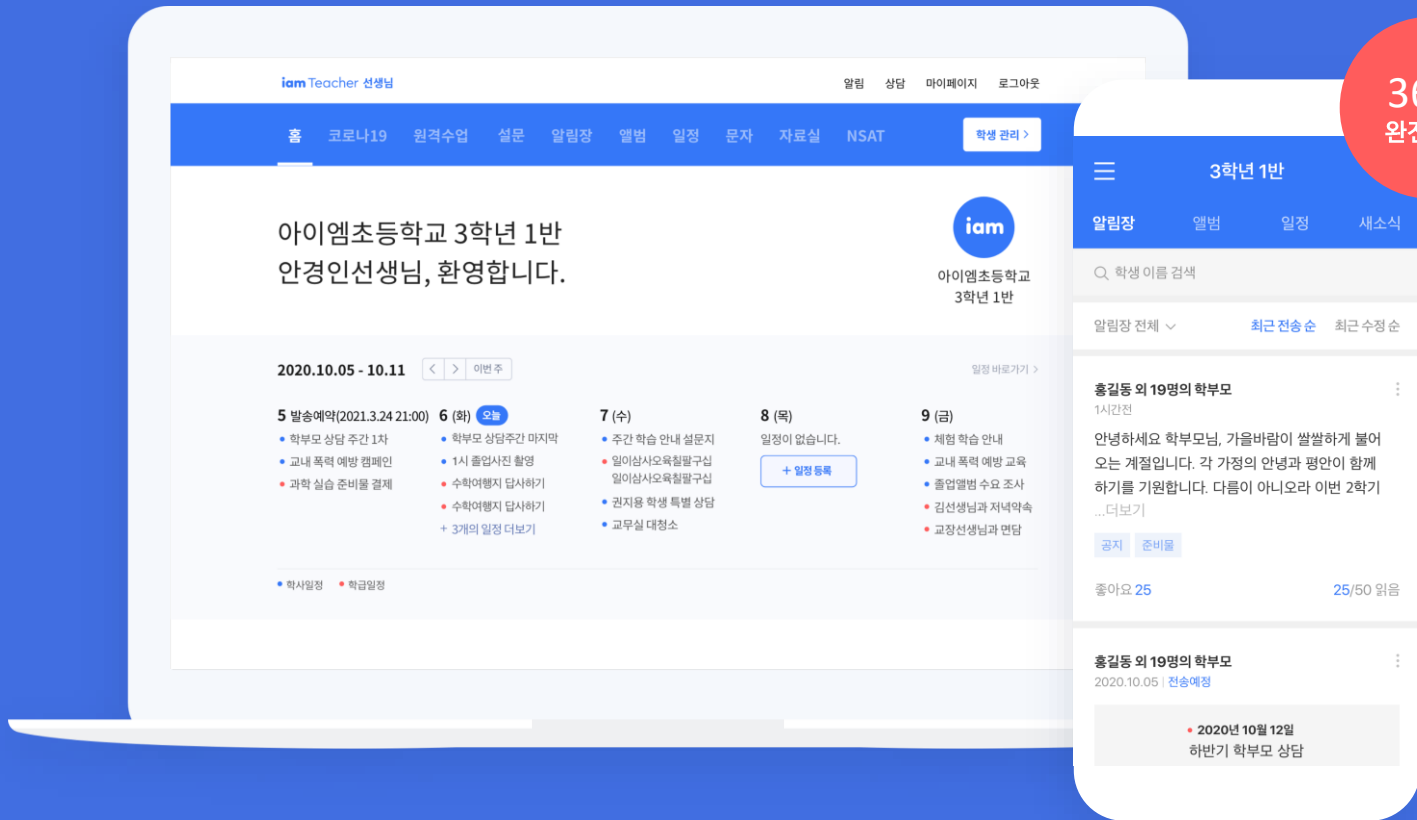 iam Teacher 선생님
알림 상담 마이페이지 로그아웃
홈 코로나19 원격수업 설문 알림장 앨범 일정 문자 자료실 NSAT
학생 관리 >
아이엠초등학교 3학년 1반
안경인선생님, 환영합니다.
iam
아이엠초등학교
3학년 1반
2020.10.05 - 10.11 < > 이번 주
일정 바로가기 >
5 발송예약(2021.3.24 21:00)
학부모 상담 주간 1차
교내 폭력 예방 캠페인
과학 실습 준비물 결제
6 (화) 오늘
학부모 상담주간 마지막
1시 졸업사진 촬영
수학여행지 답사하기
수학여행지 답사하기
+ 3개의 일정 더보기
7 (수)
주간 학습 안내 설문지
일이삼사오육칠팔구십
일이삼사오육칠팔구십
권지용 학생 특별 상담
교무실 대청소
8 (목)
일정이 없습니다.
+ 일정 등록
9 (금)
체험 학습 안내
교내 폭력 예방 교육
졸업앨범 수요 조사
김선생님과 저녁약속
교장선생님과 면담
학사일정 학급일정
3학년 1반
알림장 앨범 일정 새소식
학생 이름 검색
알림장 전체 최근 전송 순 최근 수정 순
홍길동 외 19명의 학부모
1시간전
안녕하세요 학부모님, 가을바람이 쌀쌀하게 불어
오는 계절입니다. 각 가정의 안녕과 평안이 함께
하기를 기원합니다. 다름이 아니오라 이번 2학기
...더보기
공지 준비물
좋아요 25 25/50 읽음
홍길동 외 19명의 학부모
2020.10.05 | 전송예정
2020년 10월 12일
하반기 학부모 상담